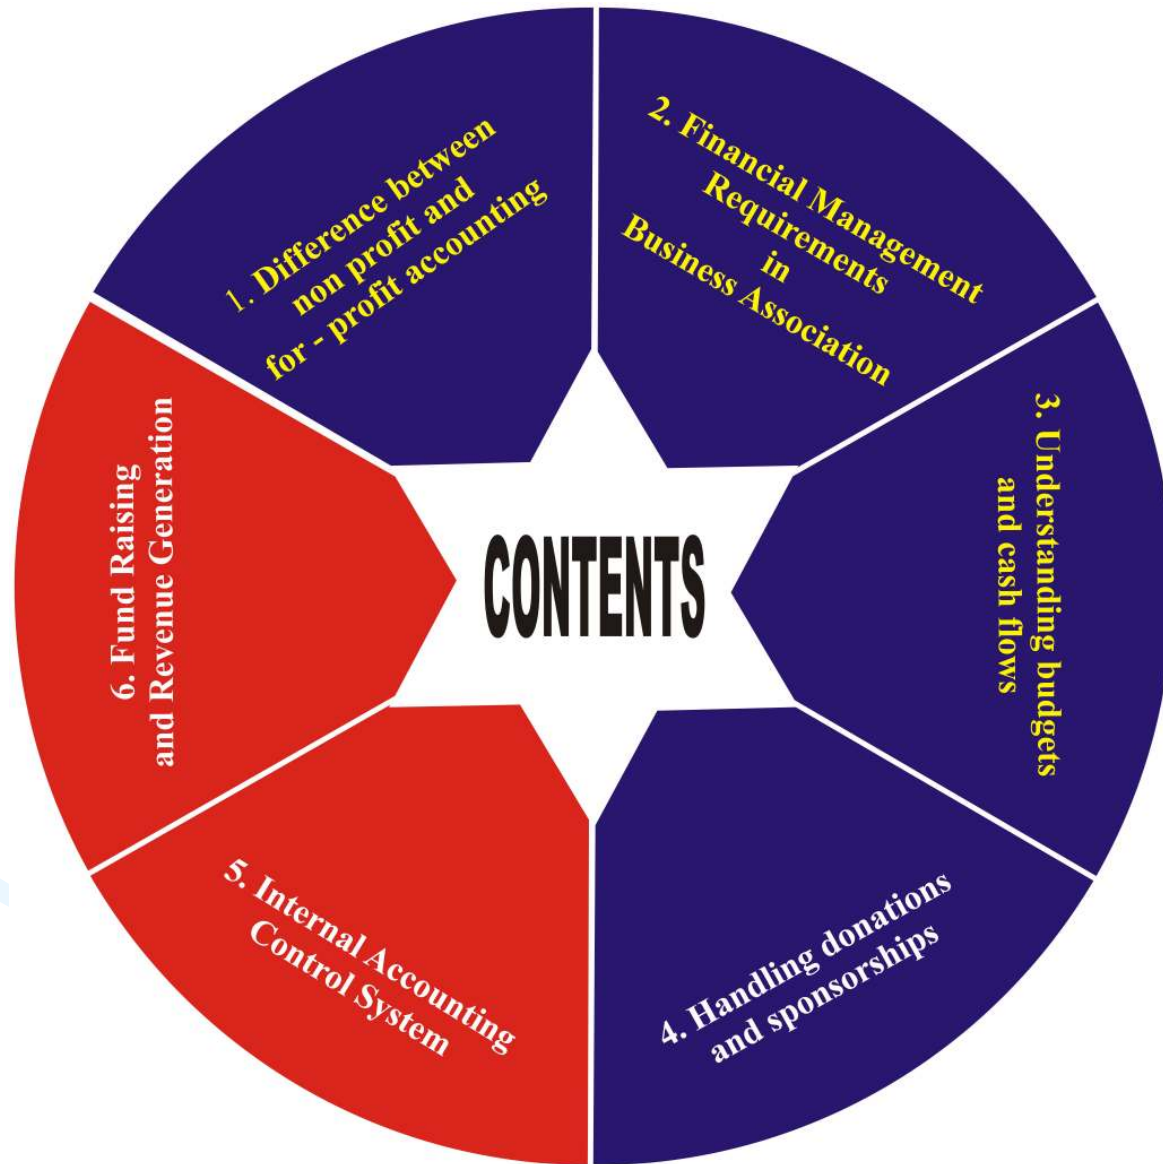 CONTENTS
1. Difference between
non profit and
for - profit accounting
2. Financial Management
Requirements
in
Business Association
3. Understanding budgets
and cash flows
4. Handling donations
and sponsorships
5. Internal Accounting
Control System
6. Fund Raising
and Revenue Generation